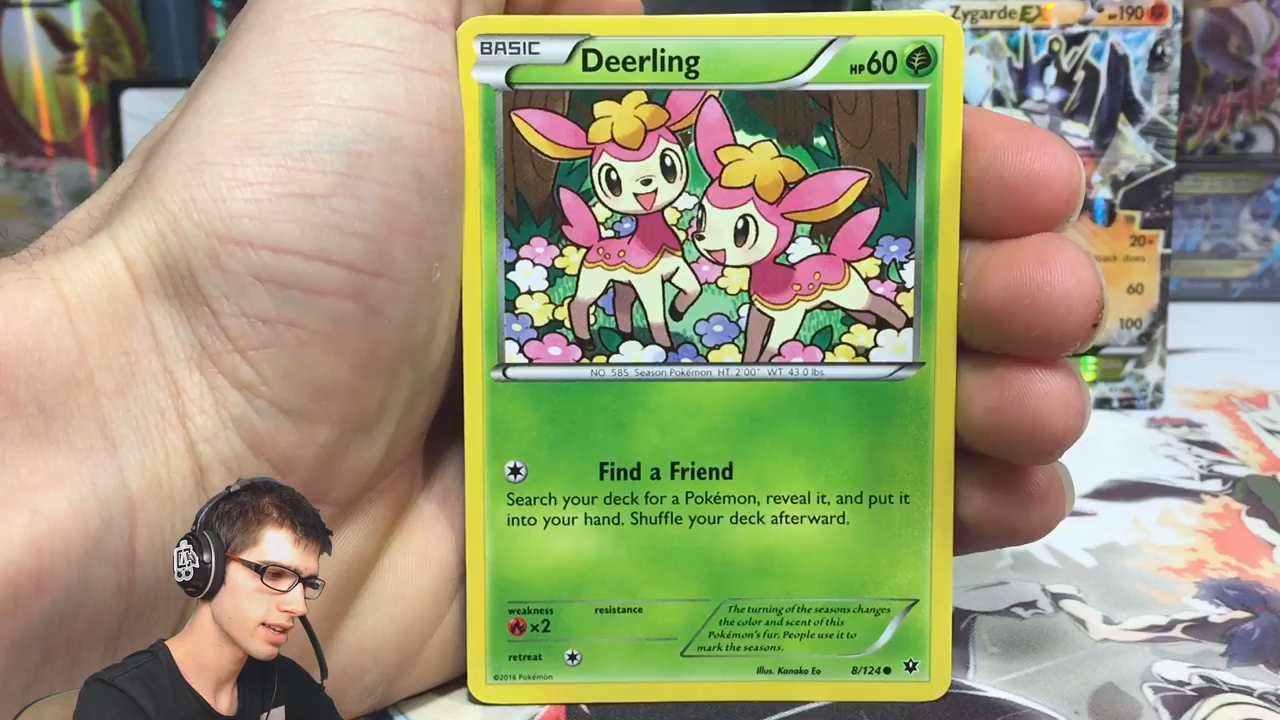 BASIC
Deerling
HP60
NO. 585 Season Pokémon HT: 2'00" WT: 43.0 lbs.
Find a Friend
Search your deck for a Pokémon, reveal it, and put it
into your hand. Shuffle your deck afterward.
weakness
resistance
×2
retreat
The turning of the seasons changes
the color and scent of this
Pokémon's fur. People use it to
mark the seasons.
©2016 Pokémon
Illus. Kanako Eo
8/124
Zygarde EX
190
20+
60
100